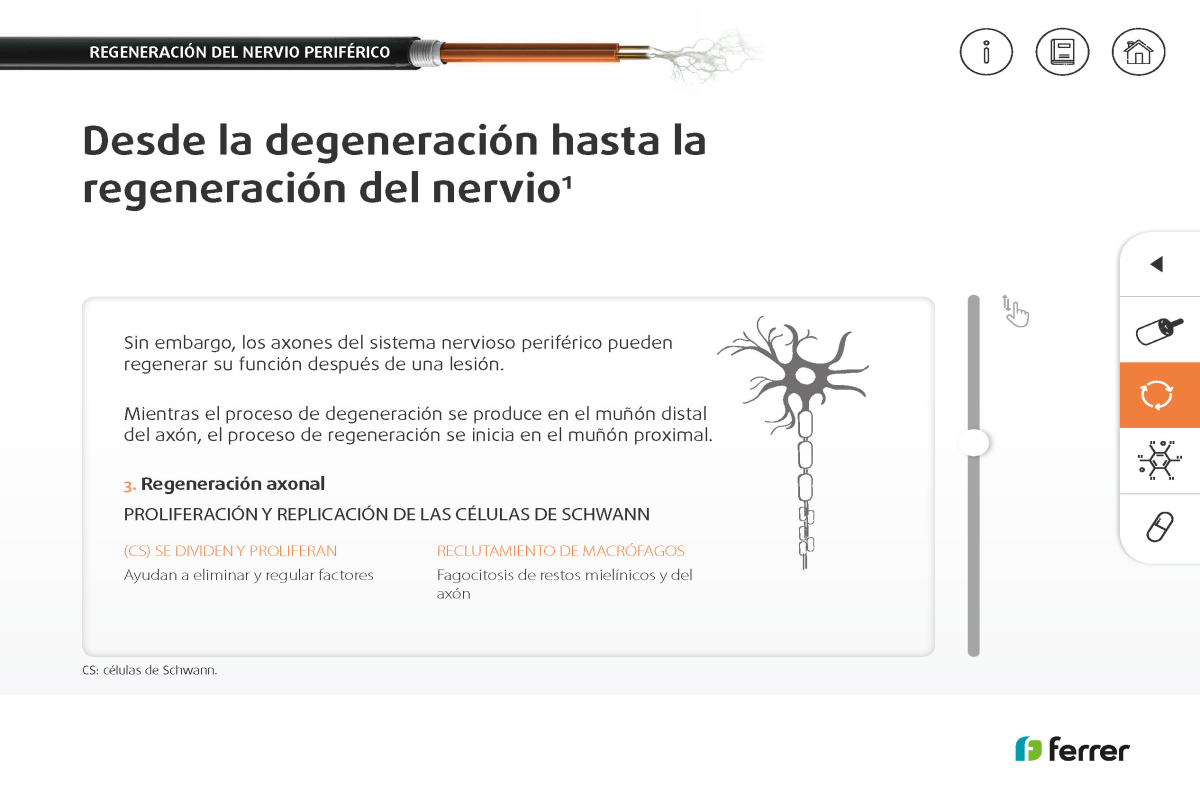 REGENERACIÓN DEL NERVIO PERIFÉRICO
Desde la degeneración hasta la
regeneración del nervio¹
Sin embargo, los axones del sistema nervioso periférico pueden
regenerar su función después de una lesión.
Mientras el proceso de degeneración se produce en el muñón distal
del axón, el proceso de regeneración se inicia en el muñón proximal.
3. Regeneración axonal
PROLIFERACIÓN Y REPLICACIÓN DE LAS CÉLULAS DE SCHWANN
(CS) SE DIVIDEN Y PROLIFERAN
Ayudan a eliminar y regular factores
RECLUTAMIENTO DE MACRÓFAGOS
Fagocitosis de restos mielínicos y del
axón
CS: células de Schwann.
ferrer